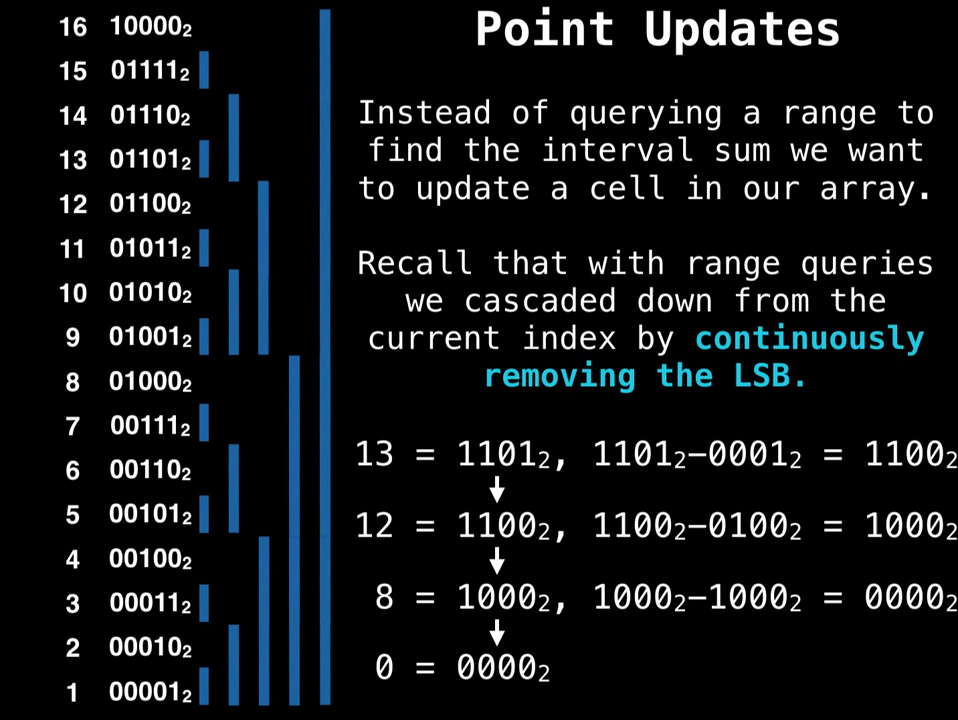 Point Updates
16 10000₂
15 01111₂
14 01110₂
13 01101₂
12 01100₂
11 01011₂
10 01010₂
9 01001₂
8 01000₂
7 00111₂
6 00110₂
5 00101₂
4 00100₂
3 00011₂
2 00010₂
1 00001₂
Instead of querying a range to
find the interval sum we want
to update a cell in our array.
Recall that with range queries
we cascaded down from the
current index by continuously
removing the LSB.
13 = 1101₂, 1101₂−0001₂ = 1100₂
12 = 1100₂, 1100₂−0100₂ = 1000₂
8 = 1000₂, 1000₂−1000₂ = 0000₂
0 = 0000₂